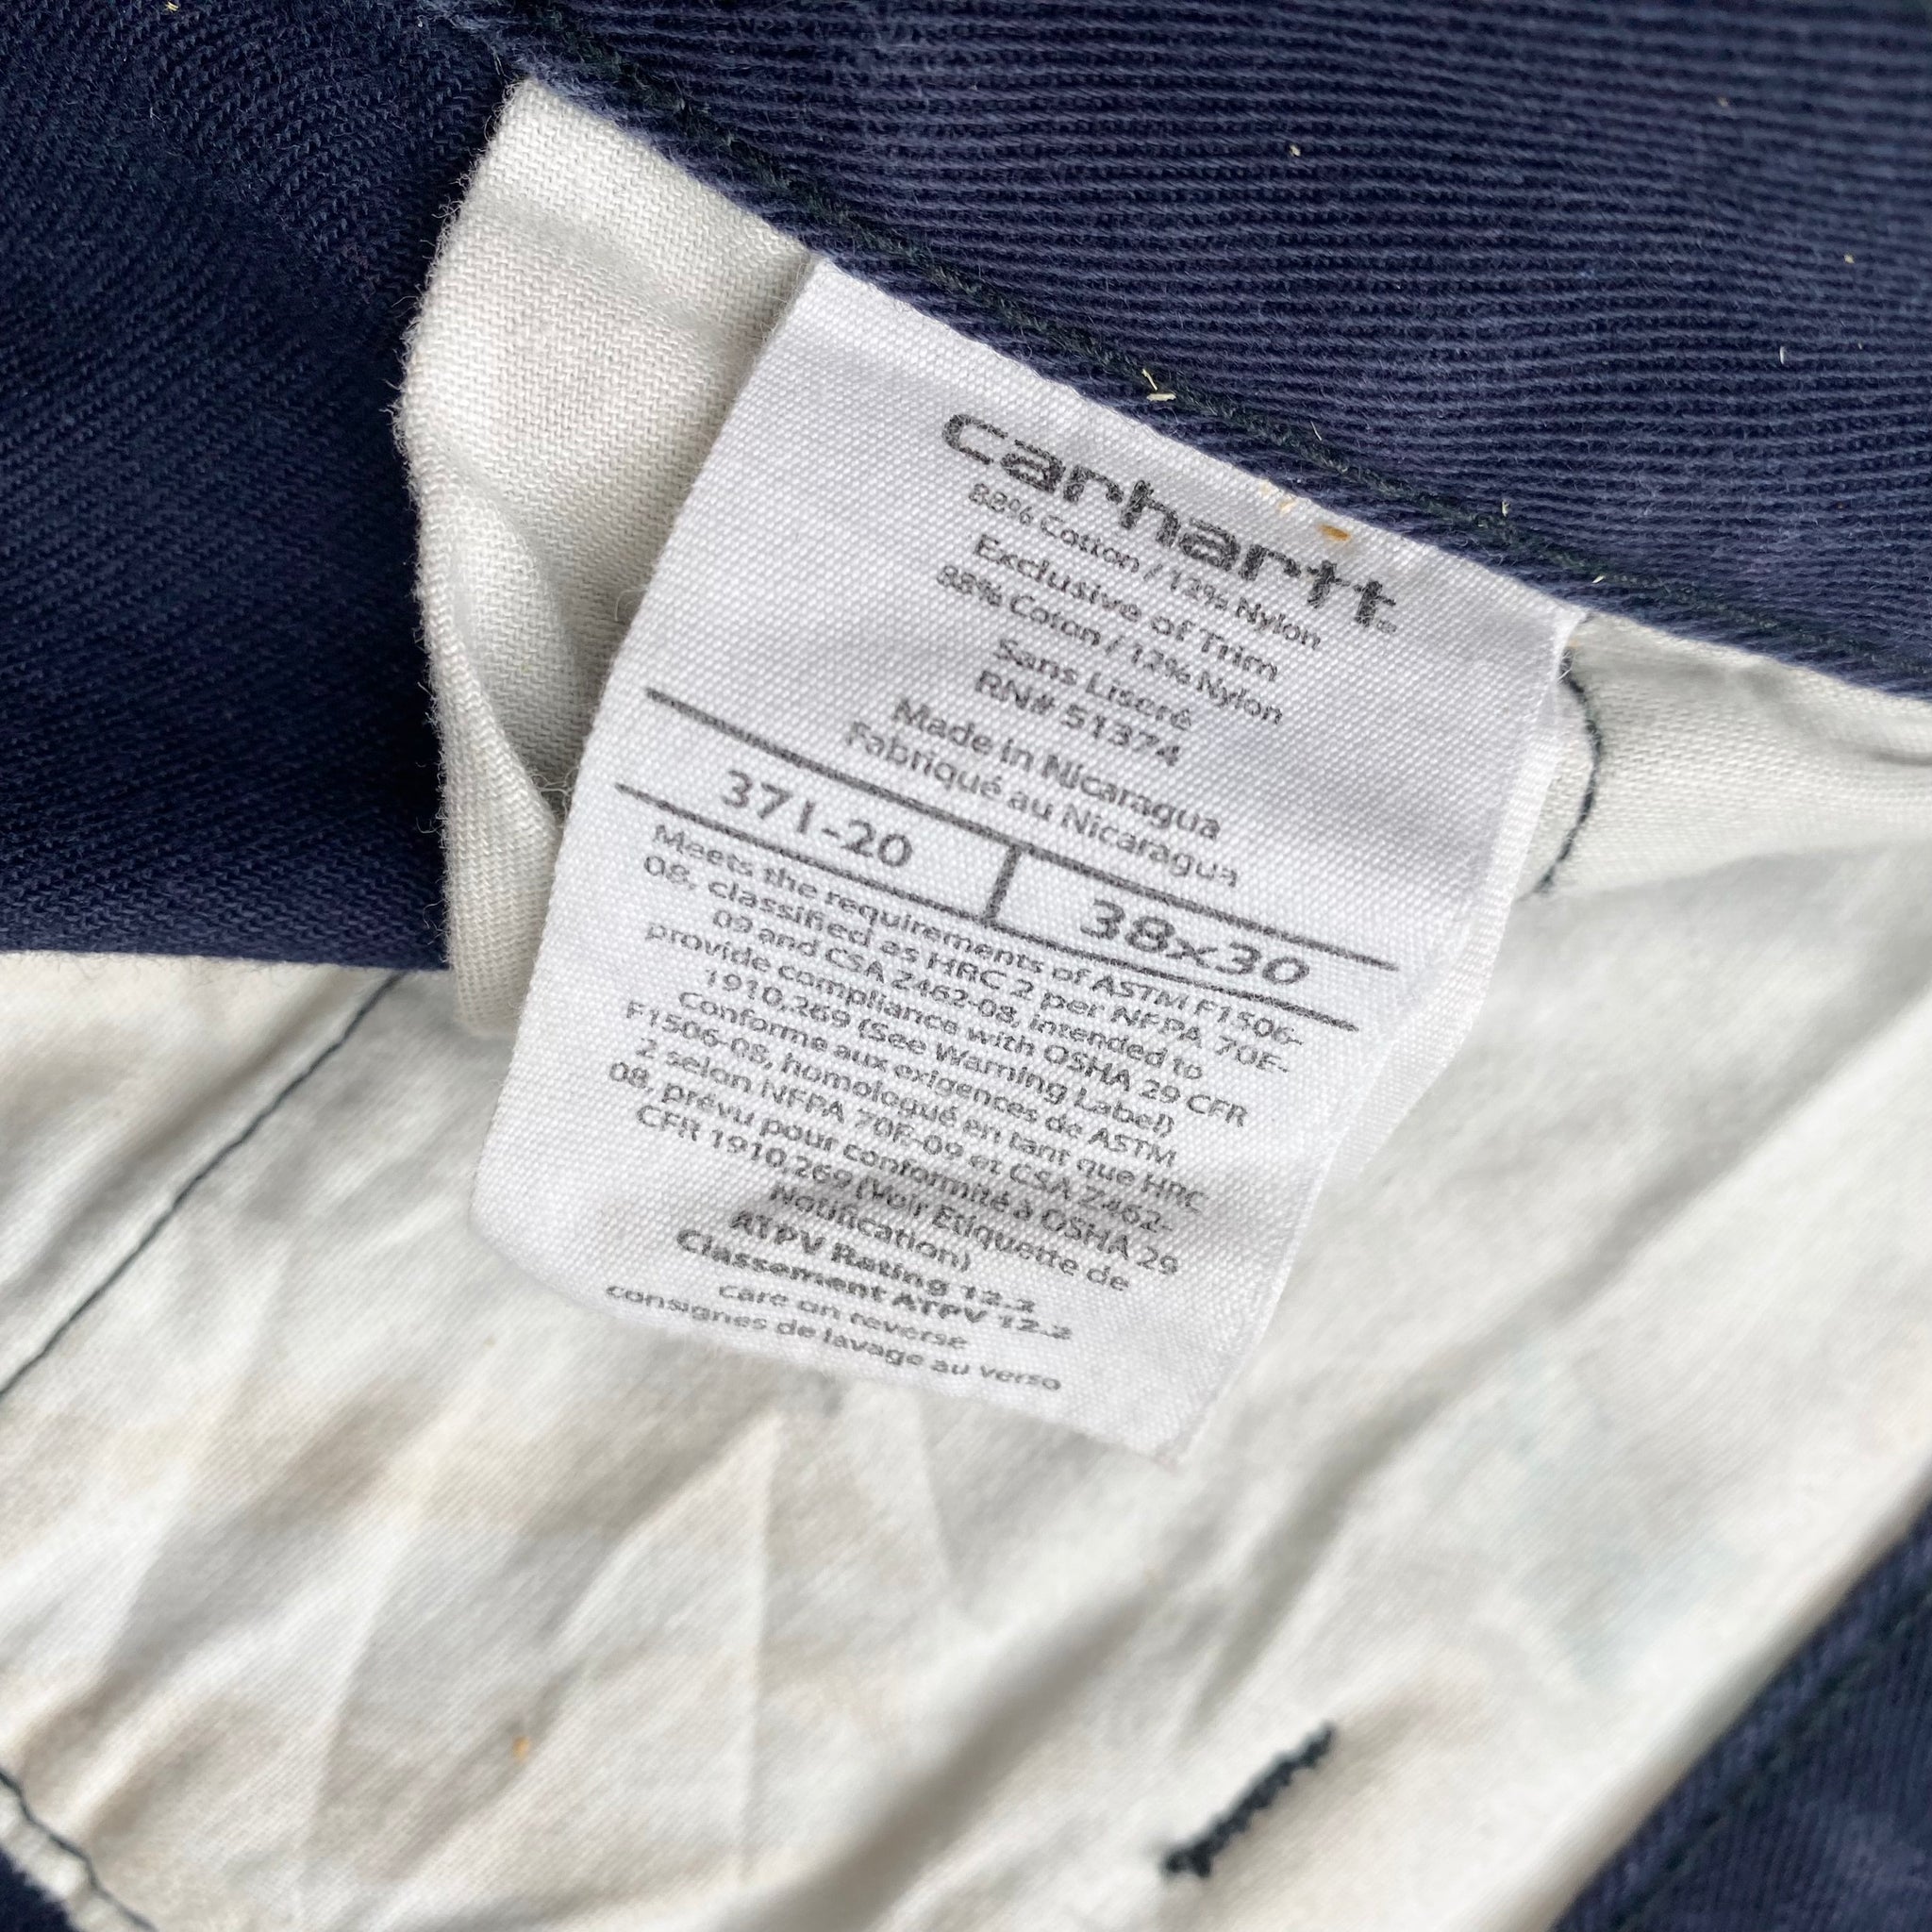 carhartt
88% Cotton / 12% Nylon
Exclusive of Trim
88% Coton / 12% Nylon
Sans Liseré
RN# 51374
Made in Nicaragua
Fabriqué au Nicaragua
371-20 38x30
Meets the requirements of ASTM F1506-
08, classified as HRC 2 per NFPA 70E-
09 and CSA Z462-08, intended to
provide compliance with OSHA 29 CFR
1910.269 (See Warning Label)
Conforme aux exigences de ASTM
F1506-08, homologué en tant que HRC
2 selon NFPA 70E-09 et CSA Z462-
08, prévu pour conformité à OSHA 29
CFR 1910.269 (Voir Etiquette de
Notification)
ATPV Rating 12.2
Classement ATPV 12.2
care on reverse
consignes de lavage au verso